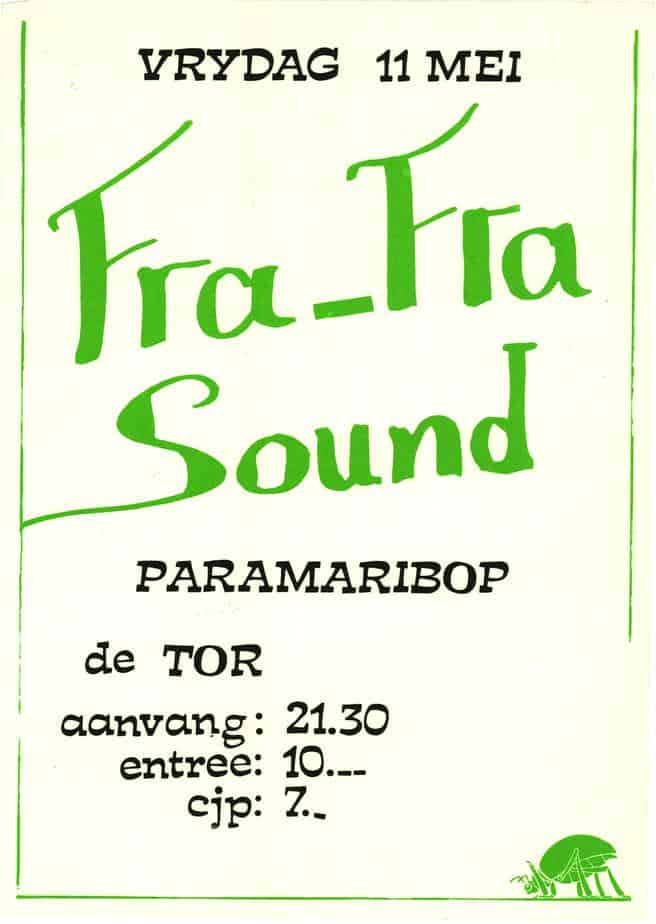 VRYDAG 11 MEI
Fra_Fra
Sound
PARAMARIBOP
de TOR
aanvang: 21.30
entree: 10.--
cjp: 7.-